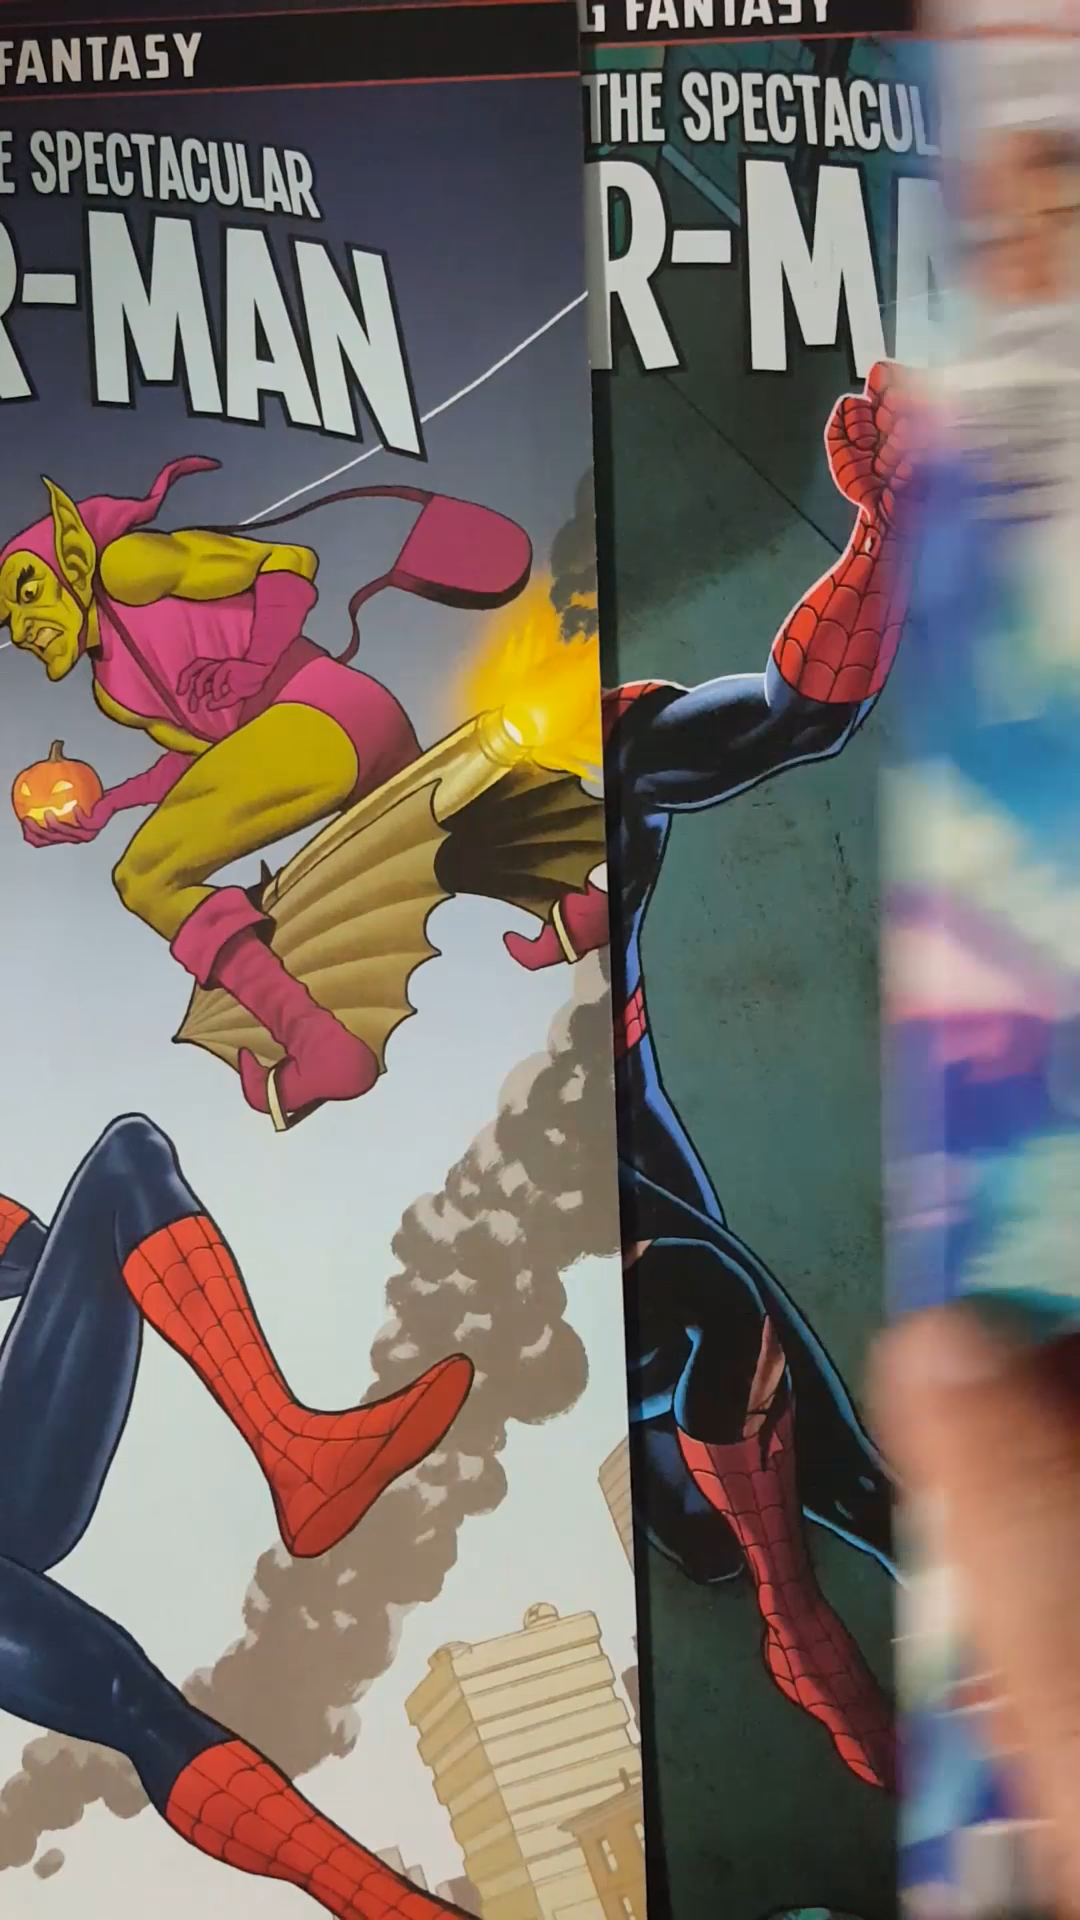 FANTASY
E SPECTACULAR
R-MAN
G FANTASY
THE SPECTACUL
R-MA